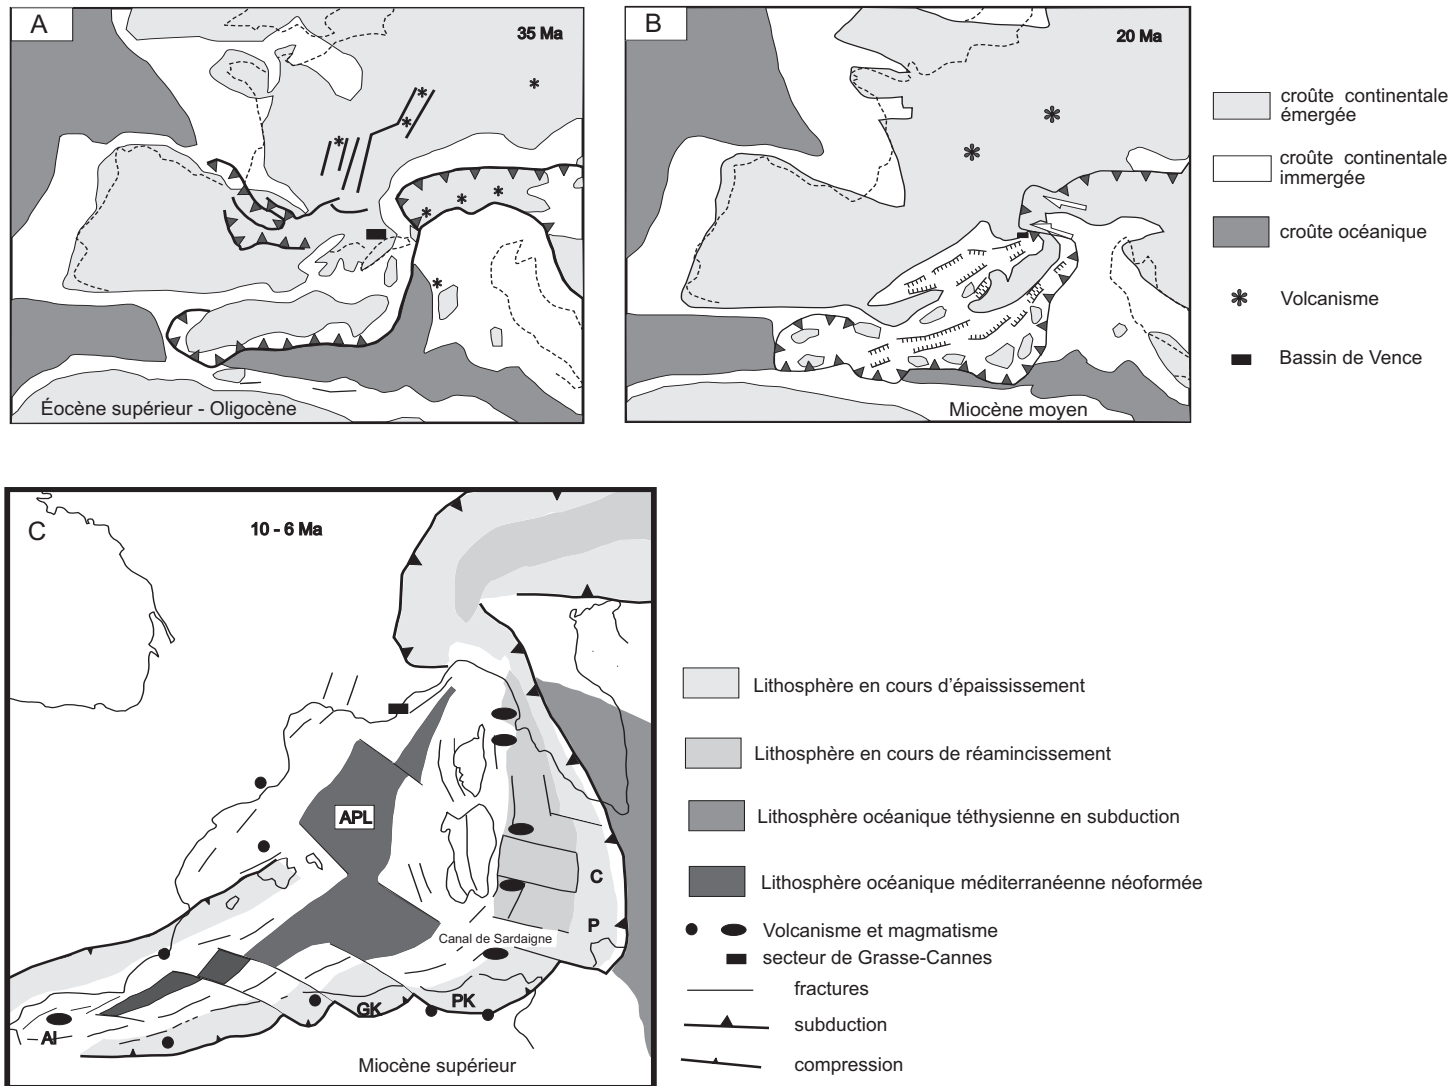 A
35 Ma
Éocène supérieur - Oligocène
B
20 Ma
Miocène moyen
croûte continentale
émergée
croûte continentale
immergée
croûte océanique
Volcanisme
Bassin de Vence
C
10 - 6 Ma
APL
C
P
Canal de Sardaigne
GK
PK
Al
Miocène supérieur
Lithosphère en cours d'épaississement
Lithosphère en cours de réamincissement
Lithosphère océanique téthysienne en subduction
Lithosphère océanique méditerranéenne néoformée
Volcanisme et magmatisme
secteur de Grasse-Cannes
fractures
subduction
compression